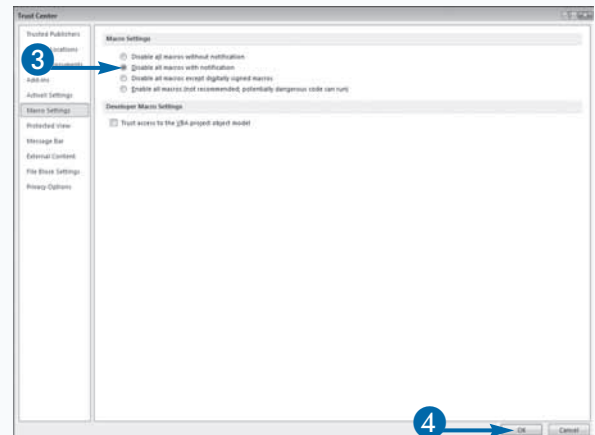 Trust Center
Trusted Publishers
Locations
Add-ins
ActiveX Settings
Macro Settings
Protected View
Message Bar
External Content
File Block Settings
Privacy Options
Macro Settings
Disable all macros without notification
3
Disable all macros with notification
Disable all macros except digitally signed macros
Enable all macros (not recommended; potentially dangerous code can run)
Developer Macro Settings
Trust access to the VBA project object model
4
OK
Cancel